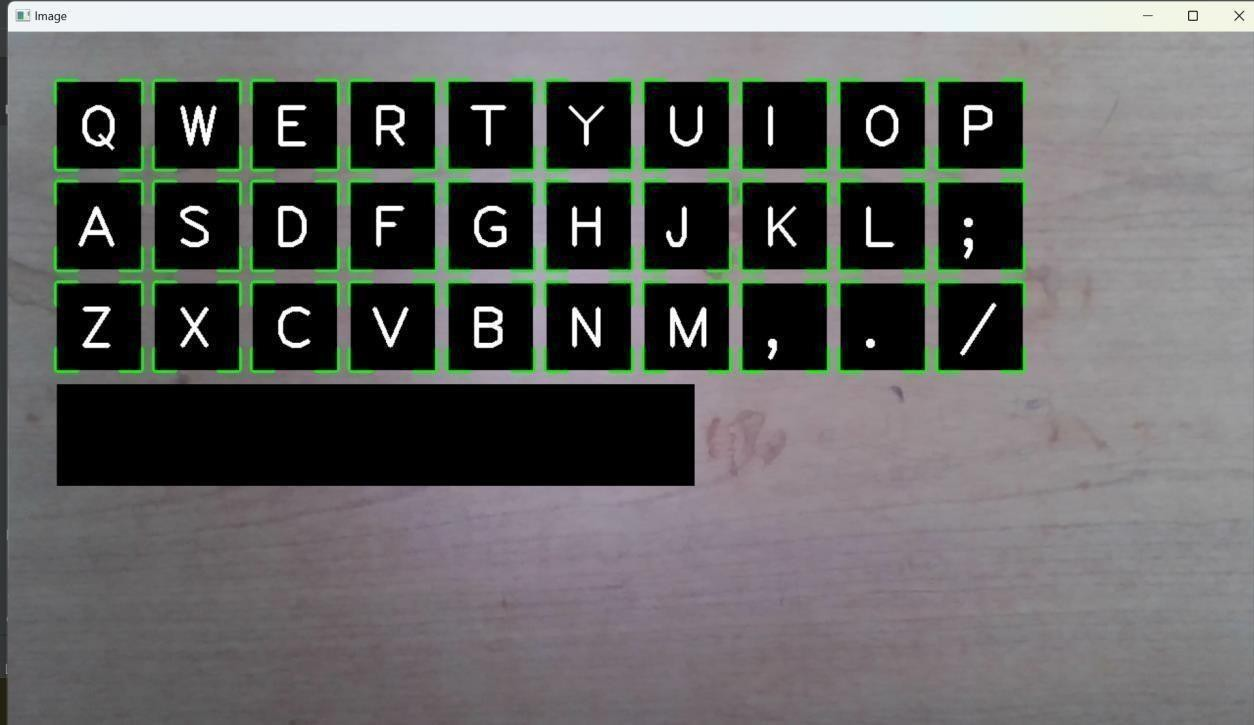 Image
Q W E R T Y U I O P
A S D F G H J K L ;
Z X C V B N M , . /